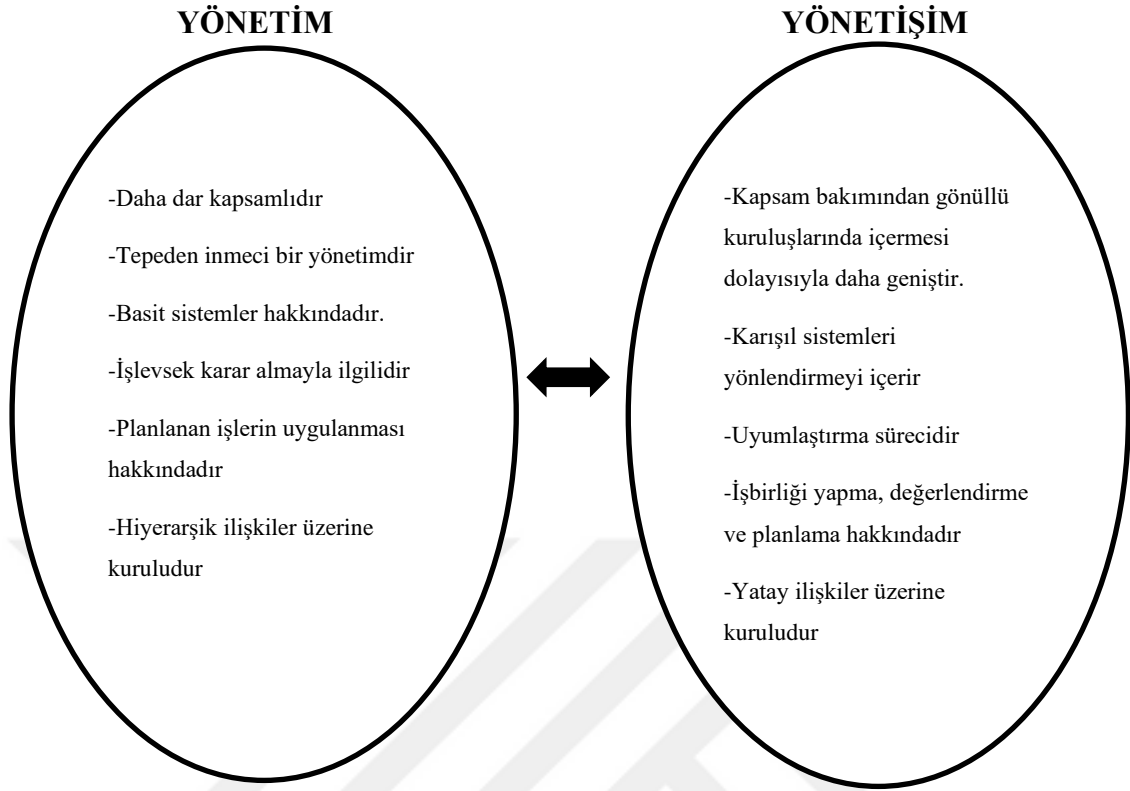 YÖNETİM
-Daha dar kapsamlıdır
-Tepeden inmeci bir yönetimdir
-Basit sistemler hakkındadır.
-İşlevsek karar almayla ilgilidir
-Planlanan işlerin uygulanması
hakkındadır
-Hiyerarşik ilişkiler üzerine
kuruludur
YÖNETİŞİM
-Kapsam bakımından gönüllü
kuruluşlarında içermesi
dolayısıyla daha geniştir.
-Karışıl sistemleri
yönlendirmeyi içerir
-Uyumlaştırma sürecidir
-İşbirliği yapma, değerlendirme
ve planlama hakkındadır
-Yatay ilişkiler üzerine
kuruludur